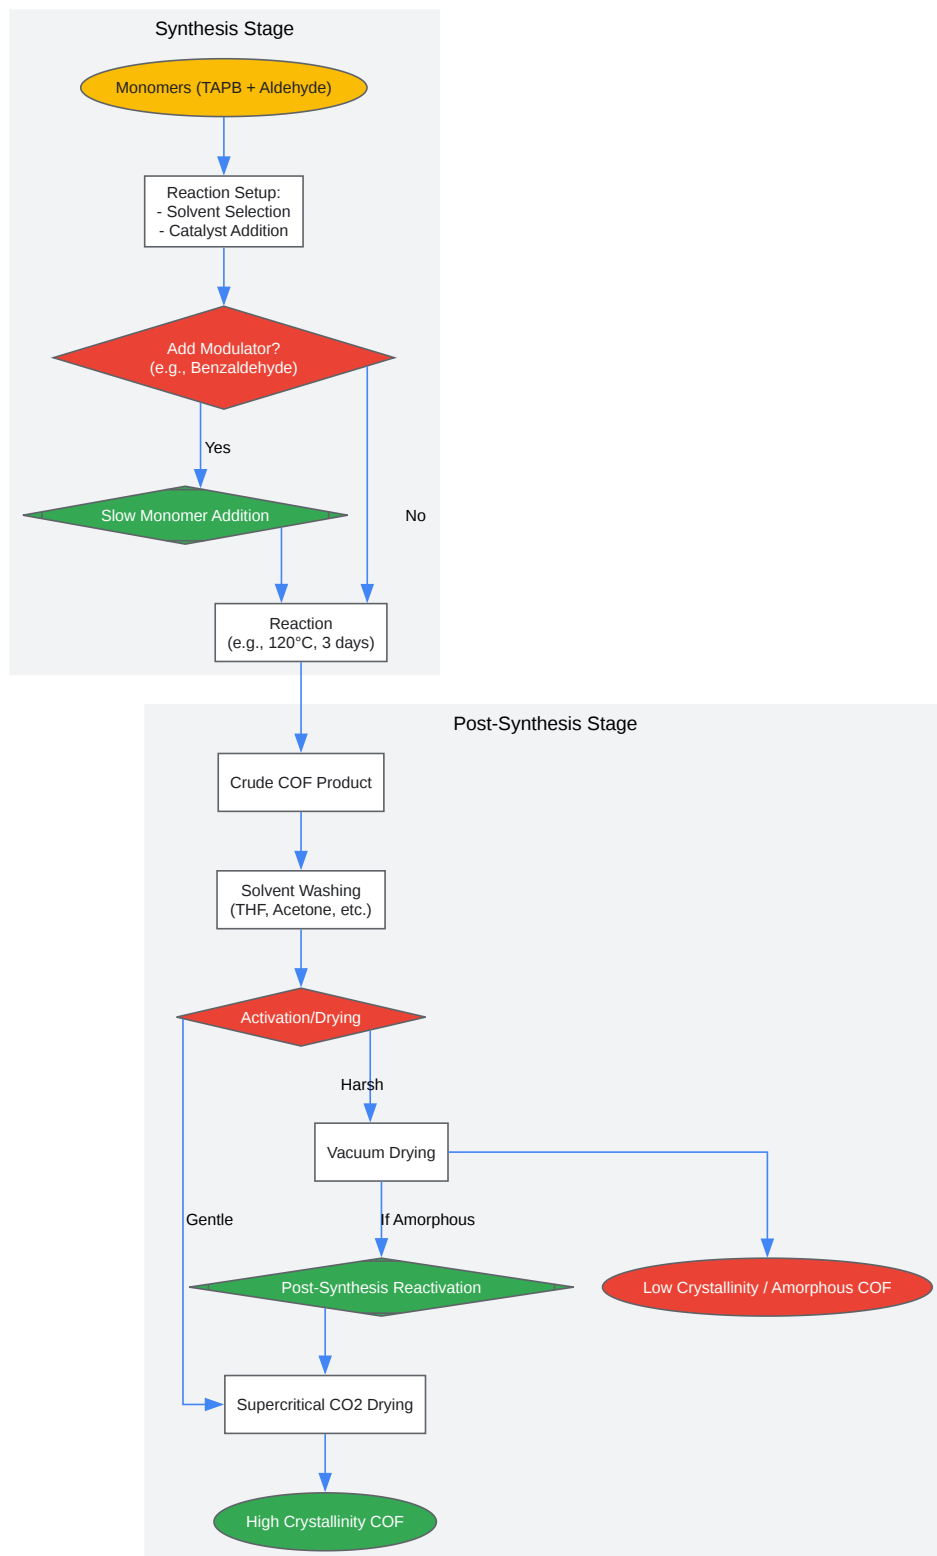 Synthesis Stage
Monomers (TAPB + Aldehyde)
Reaction Setup:
- Solvent Selection
- Catalyst Addition
Add Modulator?
(e.g., Benzaldehyde)
Yes
Slow Monomer Addition
No
Reaction
(e.g., 120°C, 3 days)
Post-Synthesis Stage
Crude COF Product
Solvent Washing
(THF, Acetone, etc.)
Activation/Drying
Harsh
Vacuum Drying
Gentle
If Amorphous
Post-Synthesis Reactivation
Low Crystallinity / Amorphous COF
Supercritical CO2 Drying
High Crystallinity COF